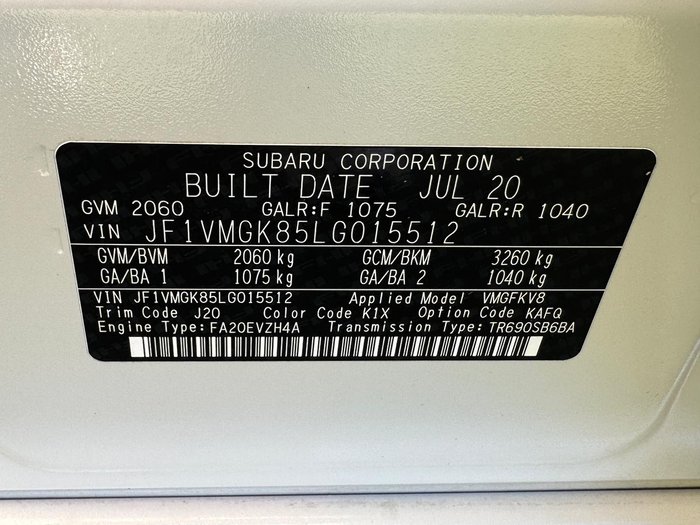 SUBARU CORPORATION
BUILT DATE JUL 20
GVM 2060 GALR:F 1075 GALR:R 1040
VIN JF1VMGK85LG015512
GVM/BVM 2060 kg GCM/BKM 3260 kg
GA/BA 1 1075 kg GA/BA 2 1040 kg
VIN JF1VMGK85LG015512 Applied Model VMGFKV8
Trim Code J20 Color Code K1X Option Code KAFQ
Engine Type:FA20EVZH4A Transmission Type:TR690SB6BA